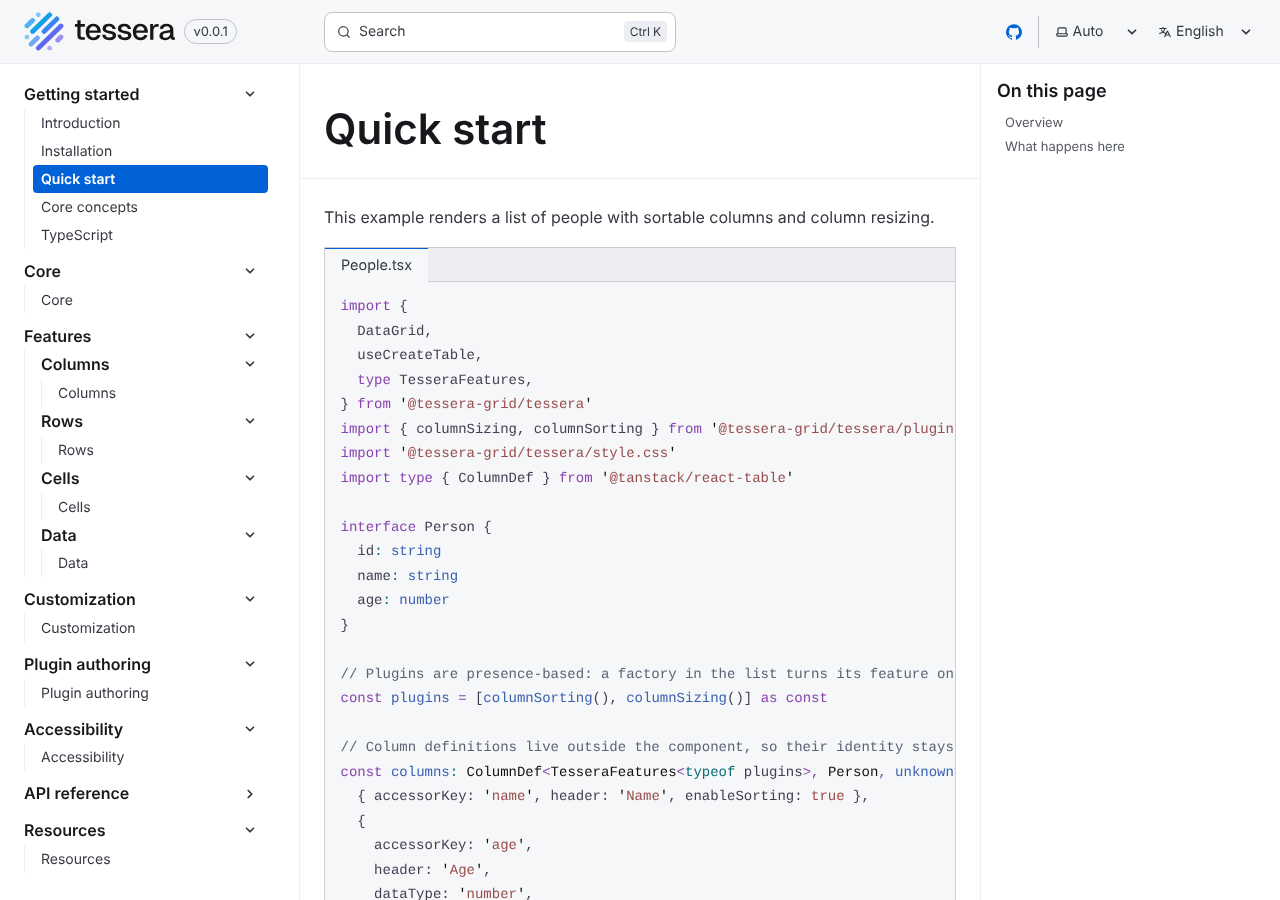 tessera v0.0.1 Search Ctrl K Auto English
Getting started
Introduction
Installation
Quick start
Core concepts
TypeScript
Core
Core
Features
Columns
Columns
Rows
Rows
Cells
Cells
Data
Data
Customization
Customization
Plugin authoring
Plugin authoring
Accessibility
Accessibility
API reference
Resources
Resources
Quick start
This example renders a list of people with sortable columns and column resizing.
People.tsx
import {
  DataGrid,
  useCreateTable,
  type TesseraFeatures,
} from '@tessera-grid/tessera'
import { columnSizing, columnSorting } from '@tessera-grid/tessera/plugin
import '@tessera-grid/tessera/style.css'
import type { ColumnDef } from '@tanstack/react-table'
interface Person {
  id: string
  name: string
  age: number
}
// Plugins are presence-based: a factory in the list turns its feature on
const plugins = [columnSorting(), columnSizing()] as const
// Column definitions live outside the component, so their identity stays
const columns: ColumnDef<TesseraFeatures<typeof plugins>, Person, unknown
  { accessorKey: 'name', header: 'Name', enableSorting: true },
  {
    accessorKey: 'age',
    header: 'Age',
    dataType: 'number',
On this page
Overview
What happens here